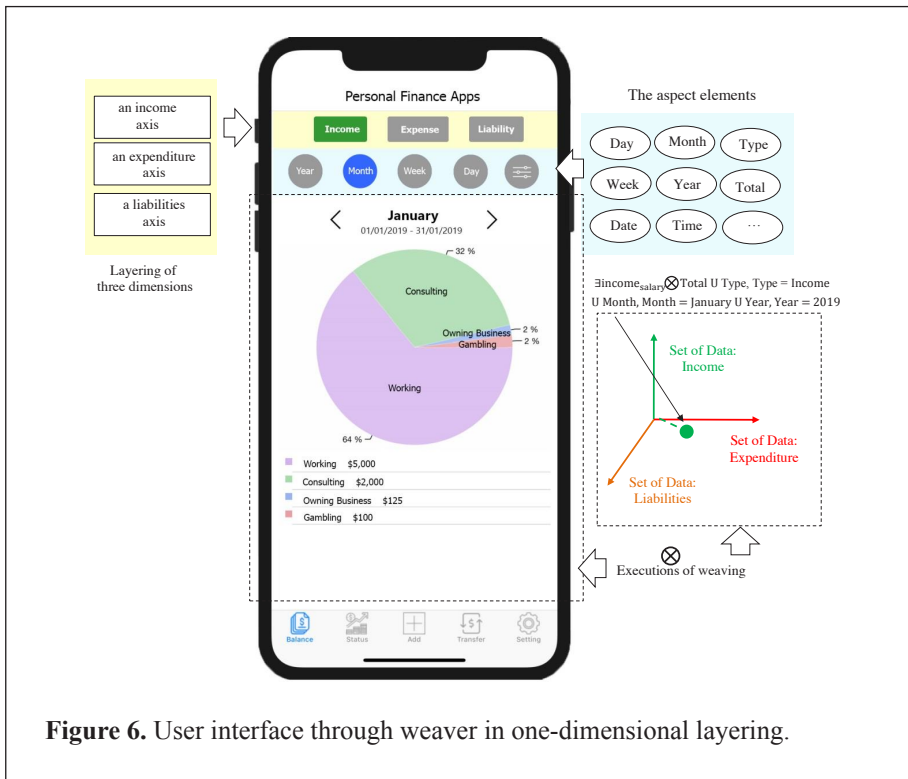 Personal Finance Apps
Income
Expense
Liability
Year
Month
Week
Day
January
01/01/2019 - 31/01/2019
32 %
Consulting
2 %
Owning Business
2 %
Gambling
Working
64 %
Working $5,000
Consulting $2,000
Owning Business $125
Gambling $100
Balance
Status
Add
Transfer
Setting
an income
axis
an expenditure
axis
a liabilities
axis
Layering of
three dimensions
The aspect elements
Day
Month
Type
Week
Year
Total
Date
Time
...
∃income_salary⊗Total U Type, Type = Income
U Month, Month = January U Year, Year = 2019
Set of Data:
Income
Set of Data:
Expenditure
Set of Data:
Liabilities
⊗
Executions of weaving
Figure 6. User interface through weaver in one-dimensional layering.